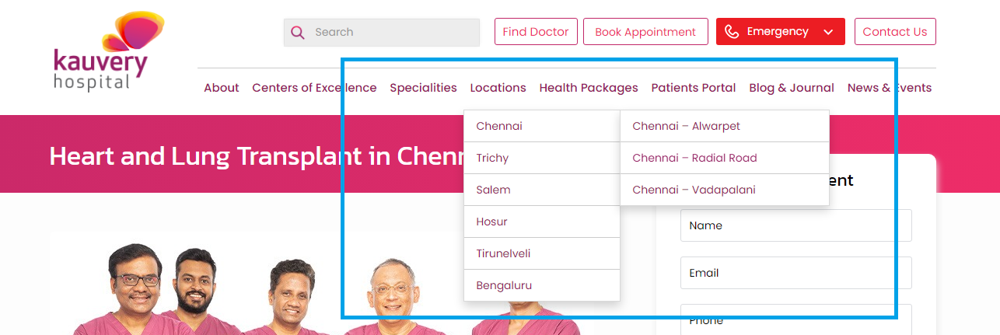 kauvery
hospital
Search
Find Doctor
Book Appointment
Emergency
Contact Us
About
Centers of Excellence
Specialities
Locations
Health Packages
Patients Portal
Blog & Journal
News & Events
Heart and Lung Transplant in Chenn
Chennai
Trichy
Salem
Hosur
Tirunelveli
Bengaluru
Chennai – Alwarpet
Chennai – Radial Road
Chennai – Vadapalani
ent
Name
Email
Phone